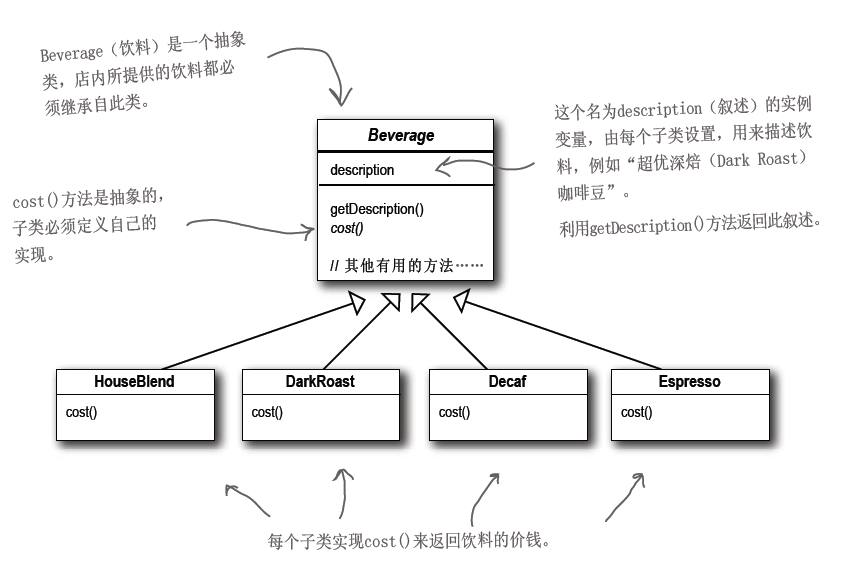 Beverage（饮料）是一个抽象
类，店内所提供的饮料都必
须继承自此类。
Beverage
description
getDescription()
cost()
// 其他有用的方法……
这个名为description（叙述）的实例
变量，由每个子类设置，用来描述饮
料，例如“超优深焙（Dark Roast）
咖啡豆”。
利用getDescription()方法返回此叙述。
cost()方法是抽象的，
子类必须定义自己的
实现。
HouseBlend
cost()
DarkRoast
cost()
Decaf
cost()
Espresso
cost()
每个子类实现cost()来返回饮料的价钱。